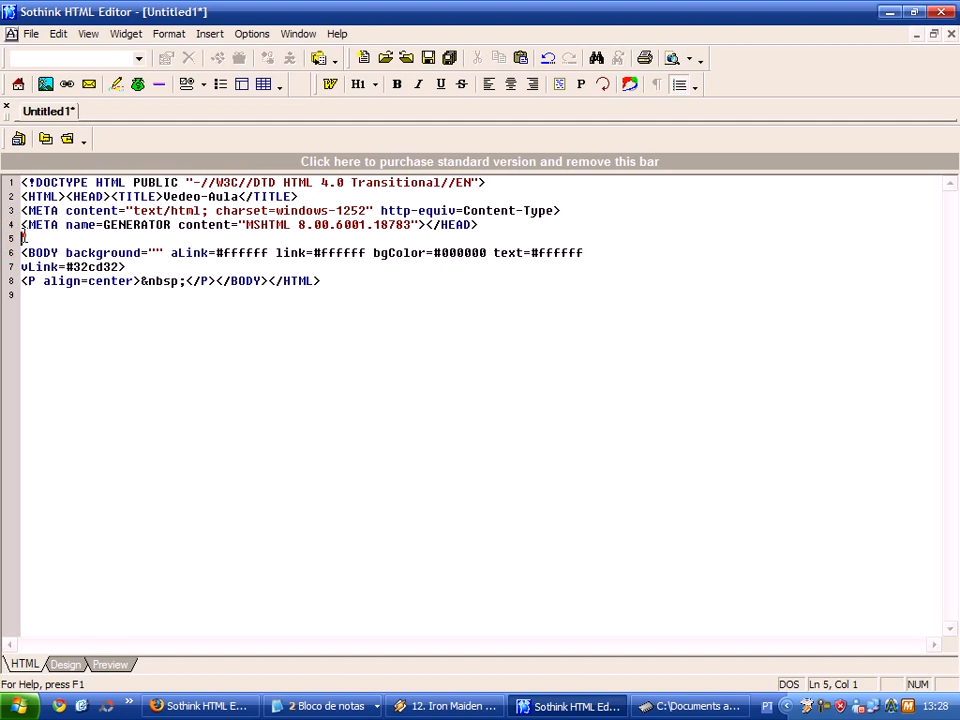 Sothink HTML Editor - [Untitled1*]
File Edit View Widget Format Insert Options Window Help
H1 B I U S P
Untitled1*
Click here to purchase standard version and remove this bar
1 <!DOCTYPE HTML PUBLIC "-//W3C//DTD HTML 4.0 Transitional//EN">
2 <HTML><HEAD><TITLE>Vedeo-Aula</TITLE>
3 <META content="text/html; charset=windows-1252" http-equiv=Content-Type>
4 <META name=GENERATOR content="MSHTML 8.00.6001.18783"></HEAD>
5
6 <BODY background="" aLink=#ffffff link=#ffffff bgColor=#000000 text=#ffffff
7 vLink=#32cd32>
8 <P align=center>&nbsp;</P></BODY></HTML>
9
HTML Design Preview
For Help, press F1 DOS Ln 5, Col 1 NUM
Sothink HTML E... 2 Bloco de notas 12. Iron Maiden ... Sothink HTML Ed... C:\Documents a... PT 13:28